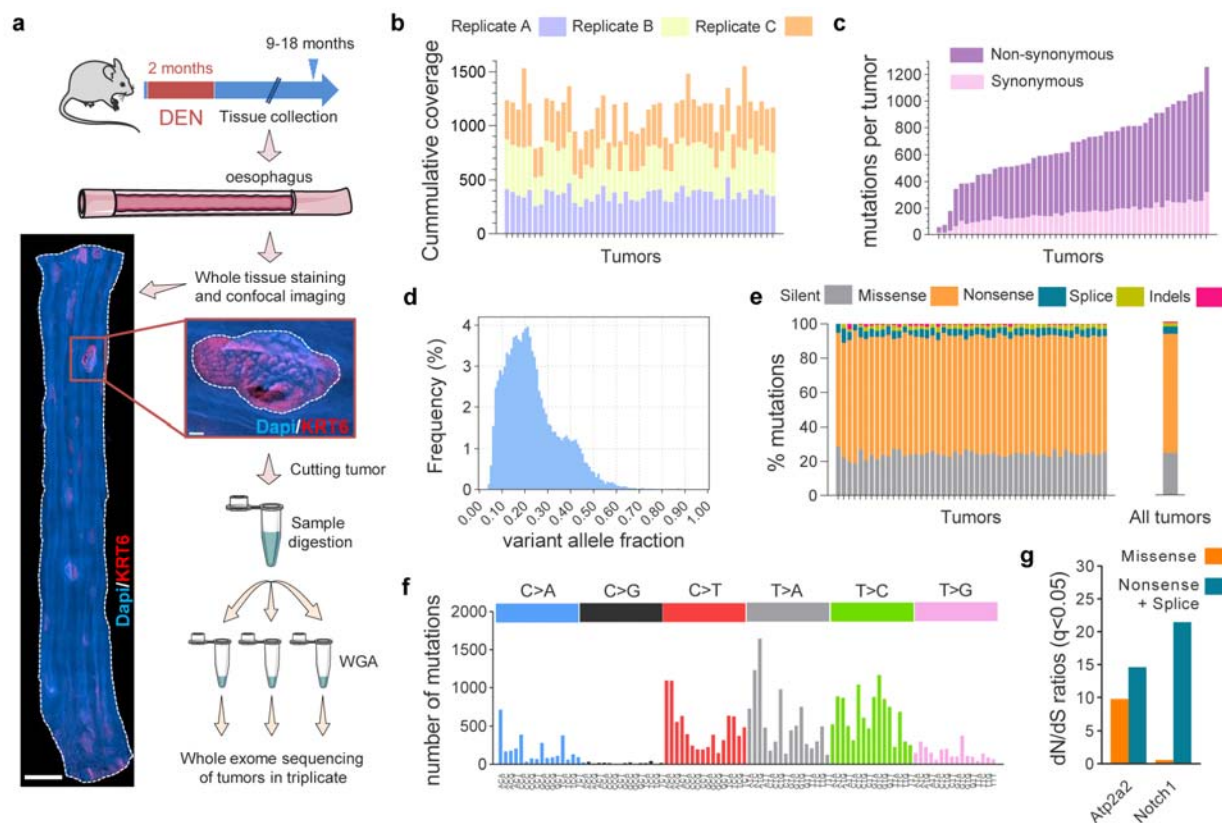 a
9-18 months
2 months
DEN
Tissue collection
oesophagus
Whole tissue staining
and confocal imaging
Dapi/KRT6
Dapi/KRT6
Cutting tumor
Sample
digestion
WGA
Whole exome sequencing
of tumors in triplicate
b
Replicate A Replicate B Replicate C
Cummulative coverage
1500
1000
500
0
Tumors
c
Non-synonymous
Synonymous
mutations per tumor
1200
1000
800
600
400
200
0
Tumors
d
Frequency (%)
4
3
2
1
0
0.00 0.10 0.20 0.30 0.40 0.50 0.60 0.70 0.80 0.90 1.00
variant allele fraction
e
Silent Missense Nonsense Splice Indels
% mutations
100
80
60
40
20
0
Tumors
All tumors
f
C>A C>G C>T T>A T>C T>G
number of mutations
2000
1500
1000
500
0
g
Missense
Nonsense
+ Splice
dN/dS ratios (q<0.05)
30
25
20
15
10
5
0
Atp2a2 Notch1